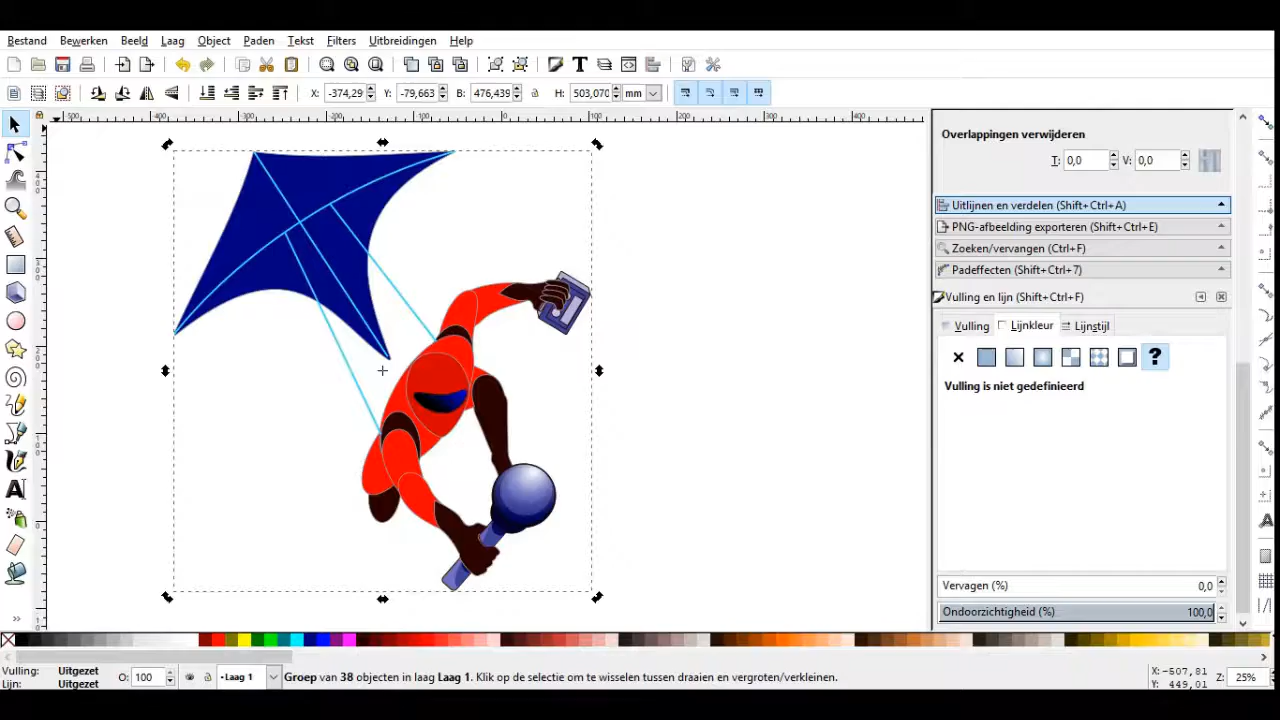 Bestand Bewerken Beeld Laag Object Paden Tekst Filters Uitbreidingen Help
X: -374,29 Y: -79,663 B: 476,439 H: 503,070 mm
Overlappingen verwijderen
T: 0,0 V: 0,0
Uitlijnen en verdelen (Shift+Ctrl+A)
PNG-afbeelding exporteren (Shift+Ctrl+E)
Zoeken/vervangen (Ctrl+F)
Padeffecten (Shift+Ctrl+7)
Vulling en lijn (Shift+Ctrl+F)
Vulling Lijnkleur Lijnstijl
Vulling is niet gedefinieerd
Vervagen (%) 0,0
Ondoorzichtigheid (%) 100,0
Vulling: Uitgezet
Lijn: Uitgezet
O: 100
Laag 1
Groep van 38 objecten in laag Laag 1. Klik op de selectie om te wisselen tussen draaien en vergroten/verkleinen.
X: -507,81
Y: 449,01
Z: 25%